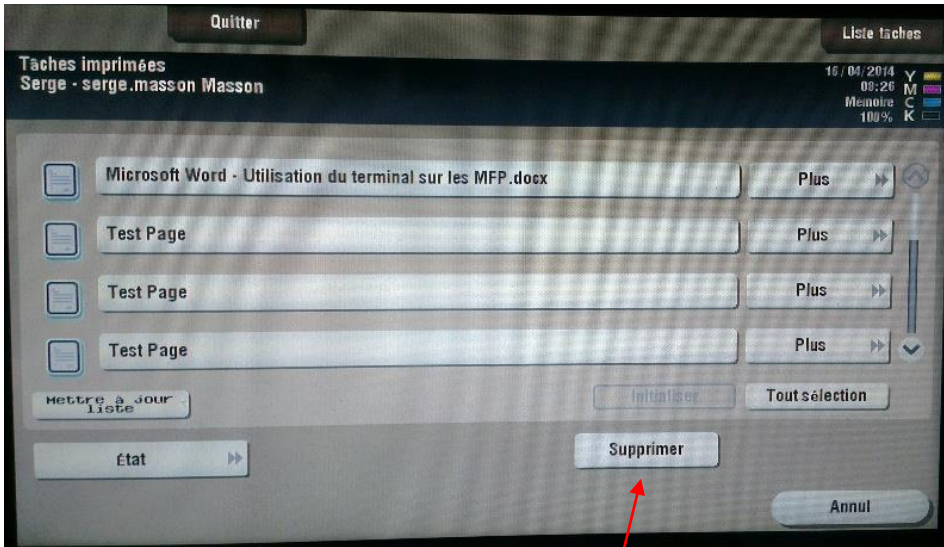 Quitter
Liste taches
Tâches imprimées
Serge - serge.masson Masson
16/04/2014
08:26
Memoire
100%
Y
M
C
K
Microsoft Word - Utilisation du terminal sur les MFP.docx
Plus
Test Page
Plus
Test Page
Plus
Test Page
Plus
Mettre à jour
liste
Initialiser
Tout sélection
État
Supprimer
Annul